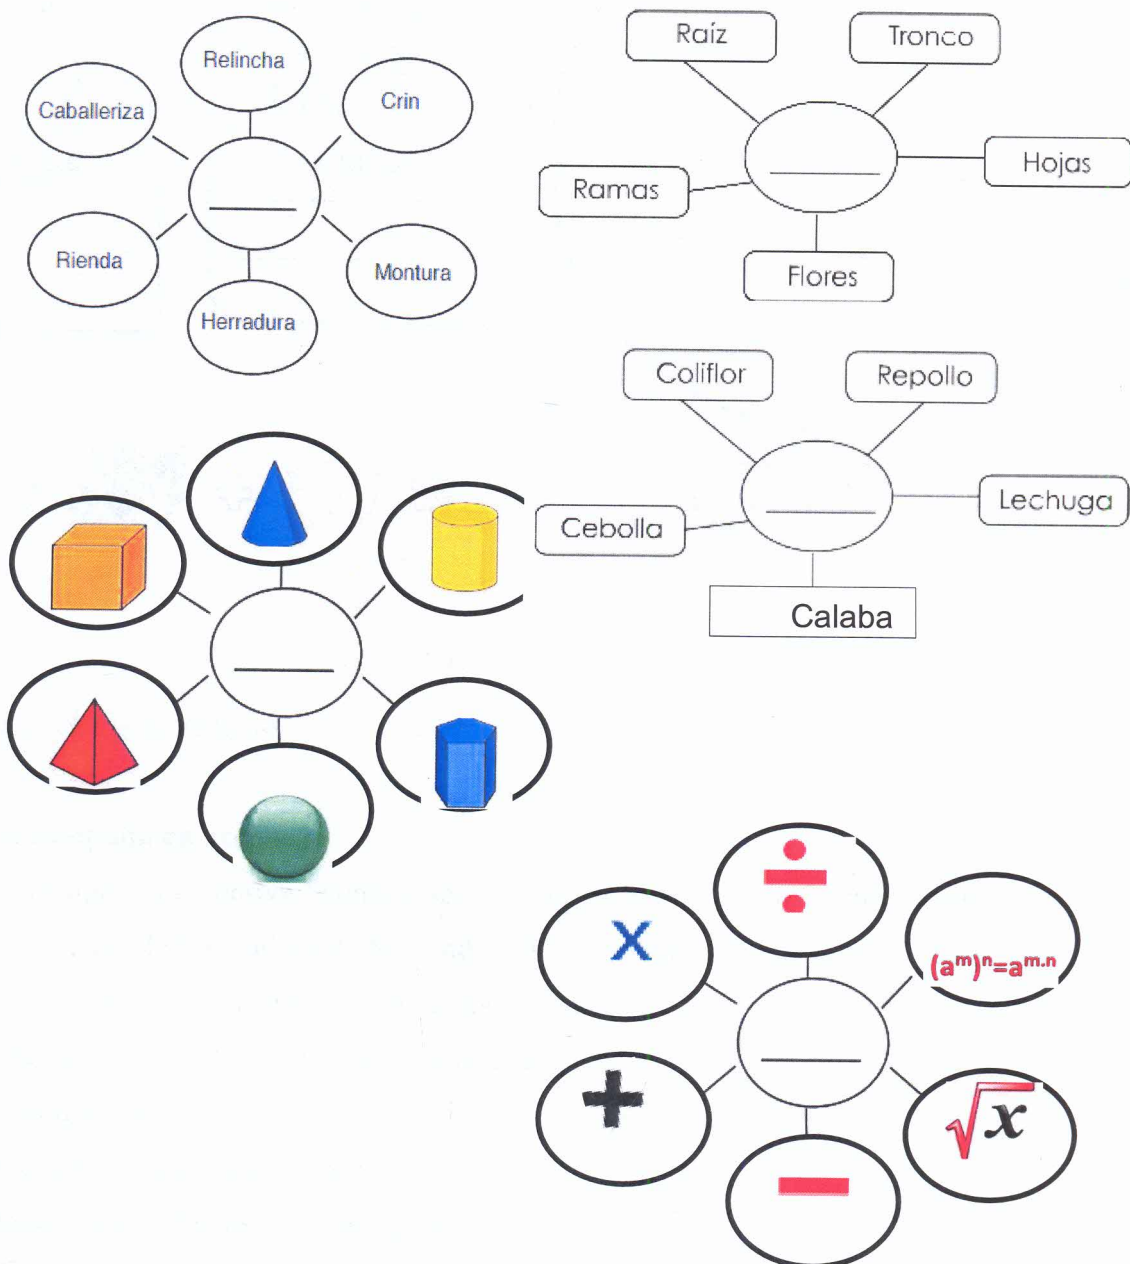 Relincha
Caballeriza
Crin
Rienda
Montura
Herradura
Raíz
Tronco
Ramas
Hojas
Flores
Coliflor
Repollo
Cebolla
Lechuga
Calaba
÷
x
(aᵐ)ⁿ=aᵐ·ⁿ
+
√x
−